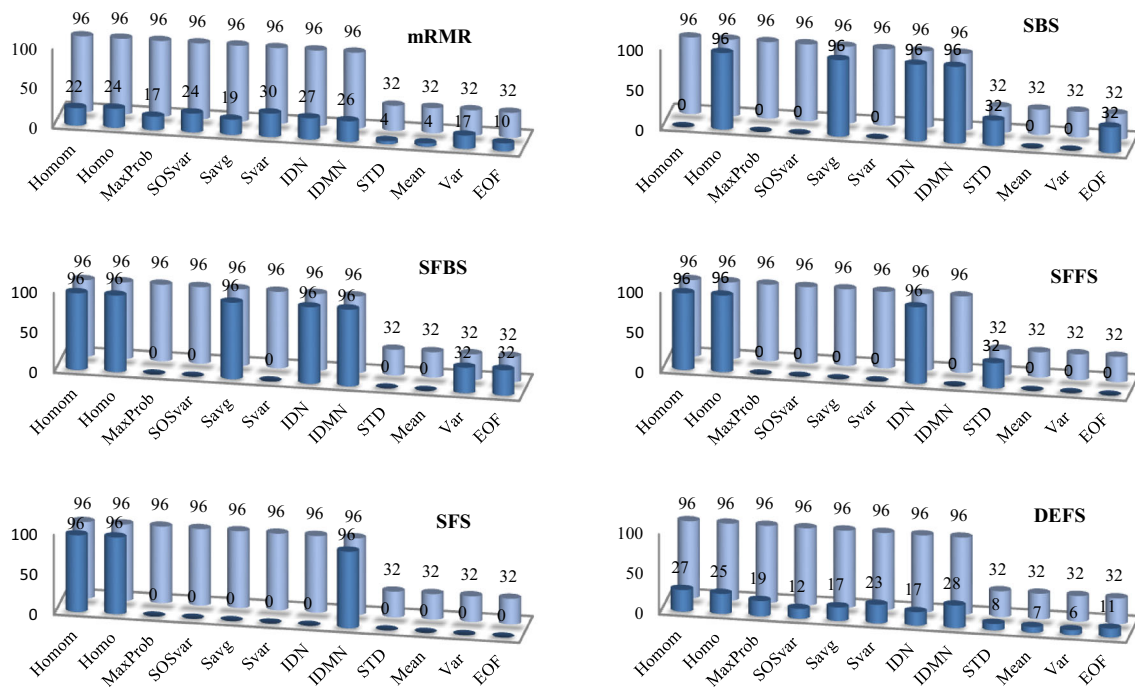 mRMR
96 96 96 96 96 96 96 96 32 32 32 32
22 24 17 24 19 30 27 26 4 4 17 10
100
50
0
Homom Homo MaxProb SOSvar Savg Svar IDN IDMN STD Mean Var EOF
SBS
96 96 96 96 96 96 96 96 32 32 32 32
0 96 0 0 96 0 96 96 32 0 0 32
100
50
0
Homom Homo MaxProb SOSvar Savg Svar IDN IDMN STD Mean Var EOF
SFBS
96 96 96 96 96 96 96 96 32 32 32 32
96 96 0 0 96 0 96 96 0 0 32 32
100
50
0
Homom Homo MaxProb SOSvar Savg Svar IDN IDMN STD Mean Var EOF
SFFS
96 96 96 96 96 96 96 96 32 32 32 32
96 96 0 0 0 0 96 0 32 0 0 0
100
50
0
Homom Homo MaxProb SOSvar Savg Svar IDN IDMN STD Mean Var EOF
SFS
96 96 96 96 96 96 96 96 32 32 32 32
96 96 0 0 0 0 0 96 0 0 0 0
100
50
0
Homom Homo MaxProb SOSvar Savg Svar IDN IDMN STD Mean Var EOF
DEFS
96 96 96 96 96 96 96 96 32 32 32 32
27 25 19 12 17 23 17 28 8 7 6 11
100
50
0
Homom Homo MaxProb SOSvar Savg Svar IDN IDMN STD Mean Var EOF